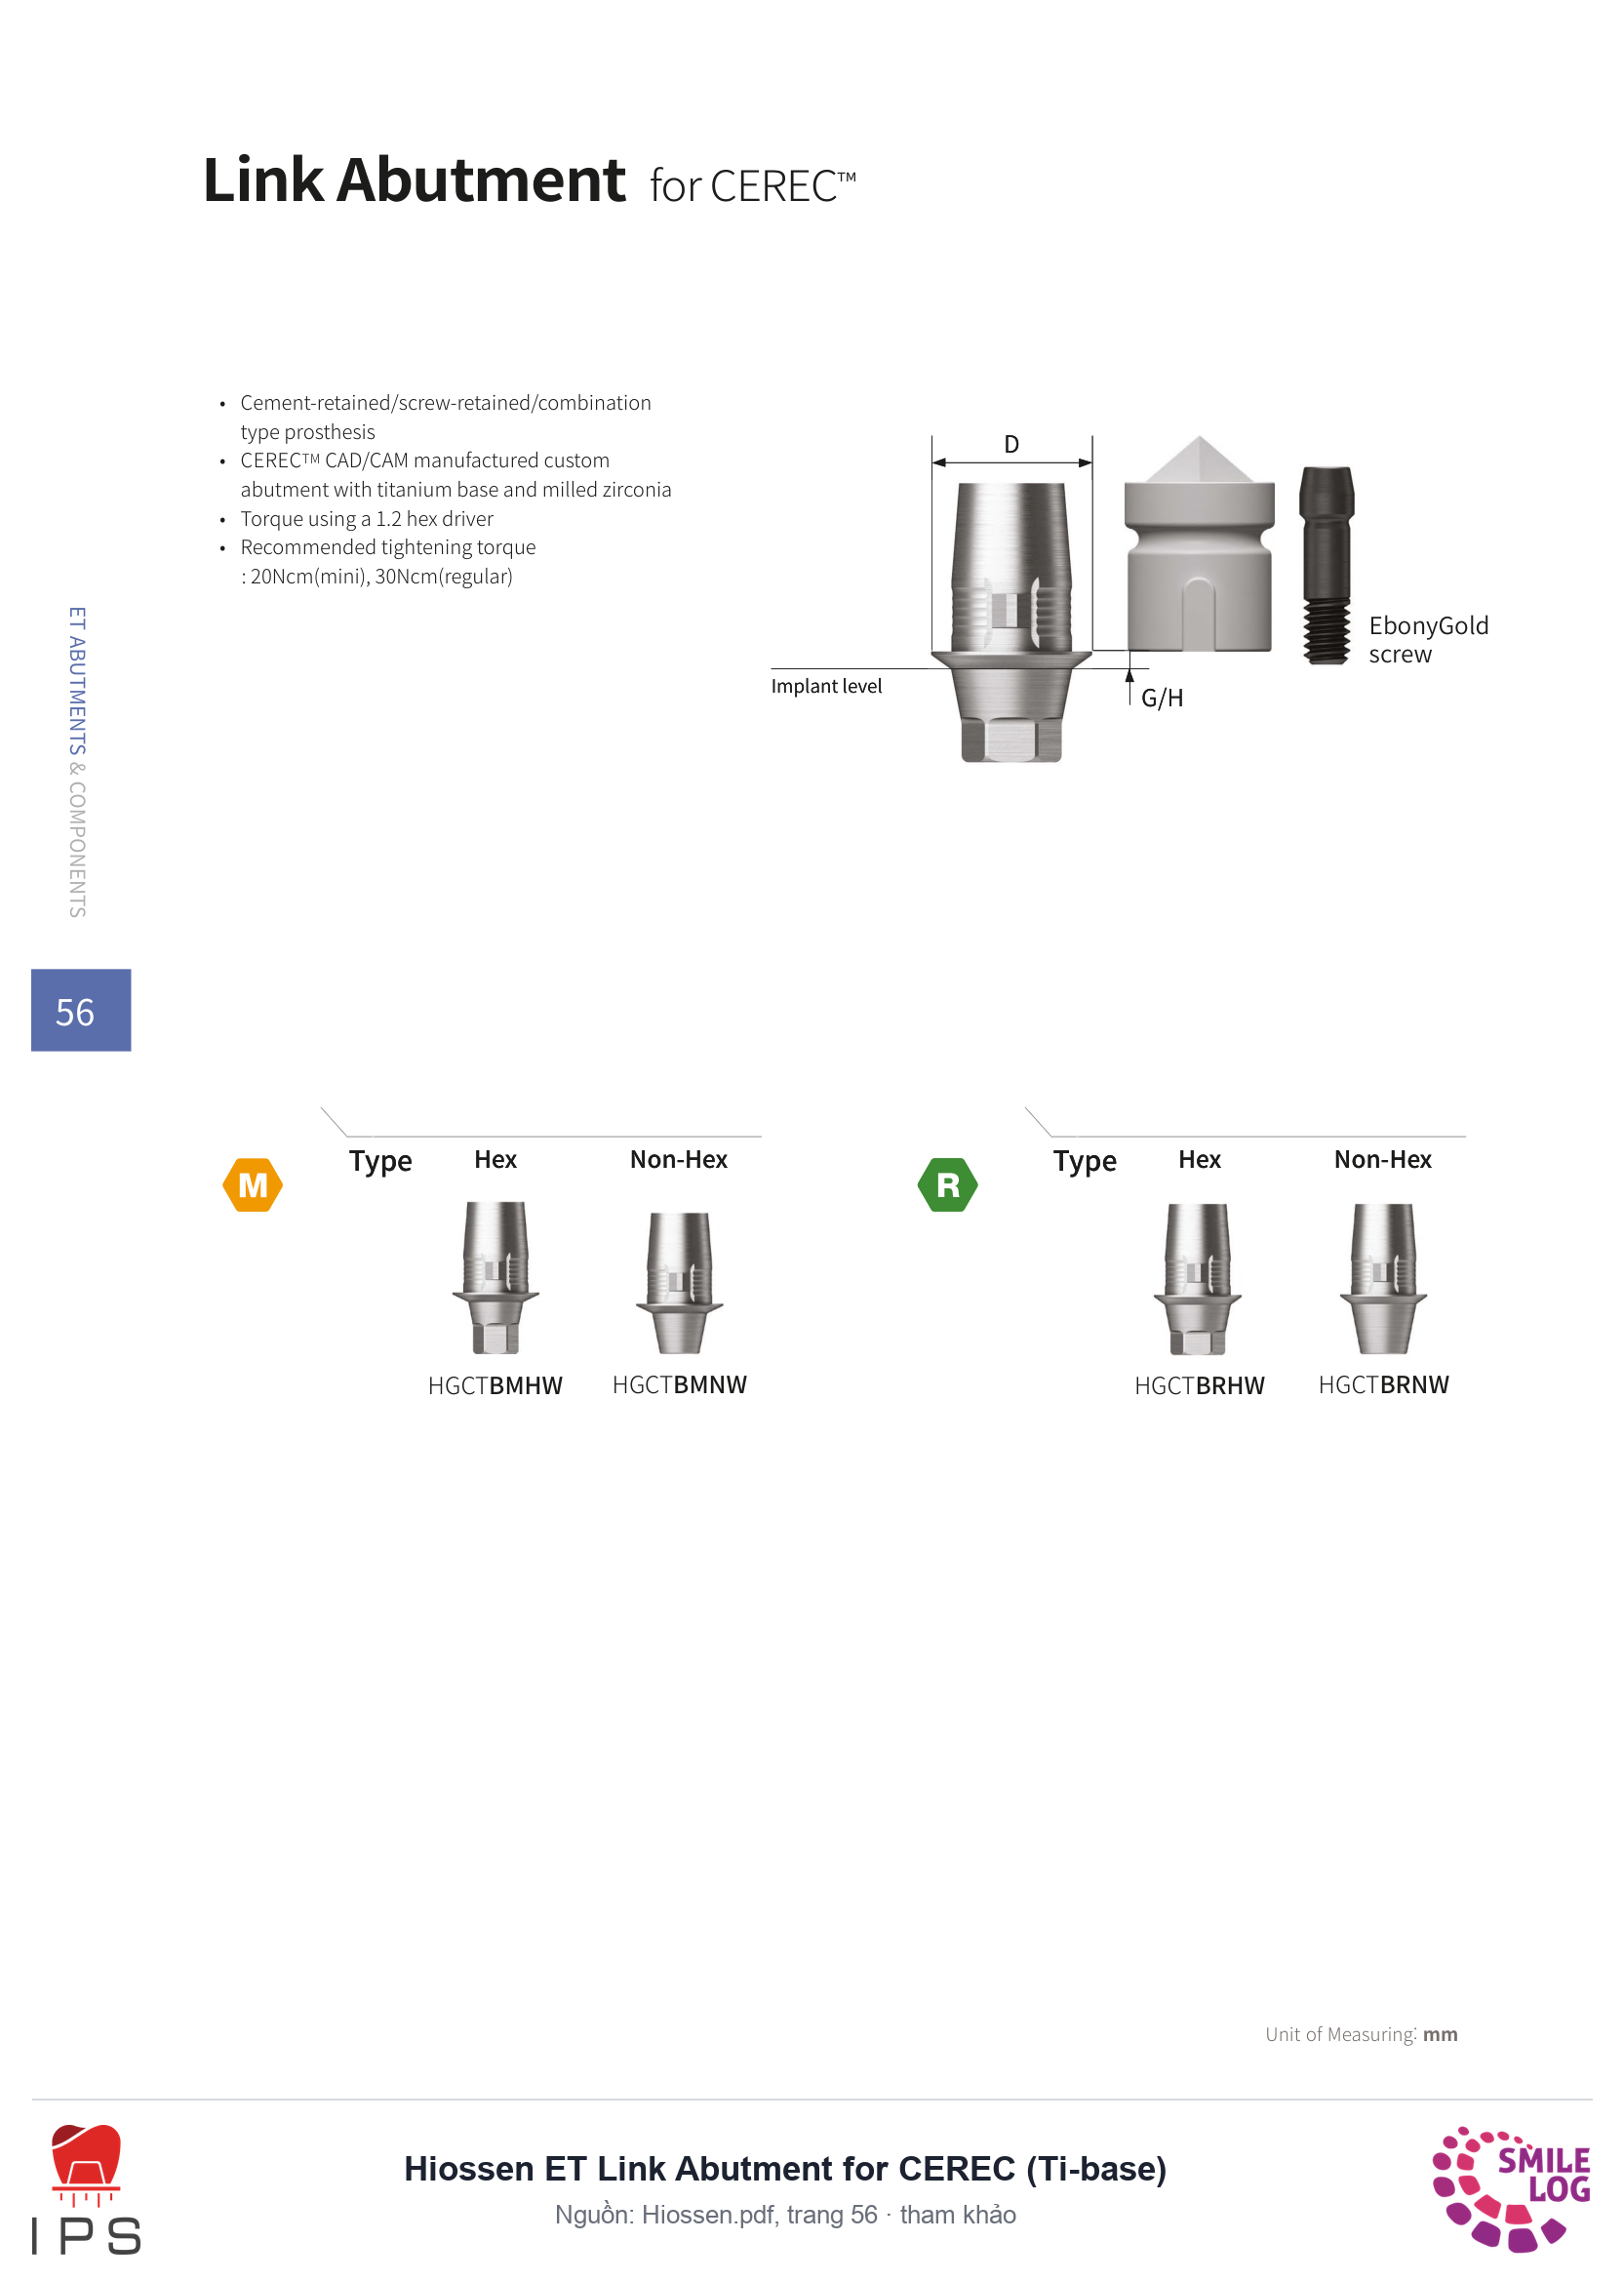 Link Abutment for CEREC™
• Cement-retained/screw-retained/combination
type prosthesis
• CEREC™ CAD/CAM manufactured custom
abutment with titanium base and milled zirconia
• Torque using a 1.2 hex driver
• Recommended tightening torque
: 20Ncm(mini), 30Ncm(regular)
D
EbonyGold
screw
Implant level
G/H
ET ABUTMENTS & COMPONENTS
56
M
Type Hex Non-Hex
HGCTBMHW HGCTBMNW
R
Type Hex Non-Hex
HGCTBRHW HGCTBRNW
Unit of Measuring: mm
IPS
Hiossen ET Link Abutment for CEREC (Ti-base)
Nguồn: Hiossen.pdf, trang 56 · tham khảo
SMILE
LOG